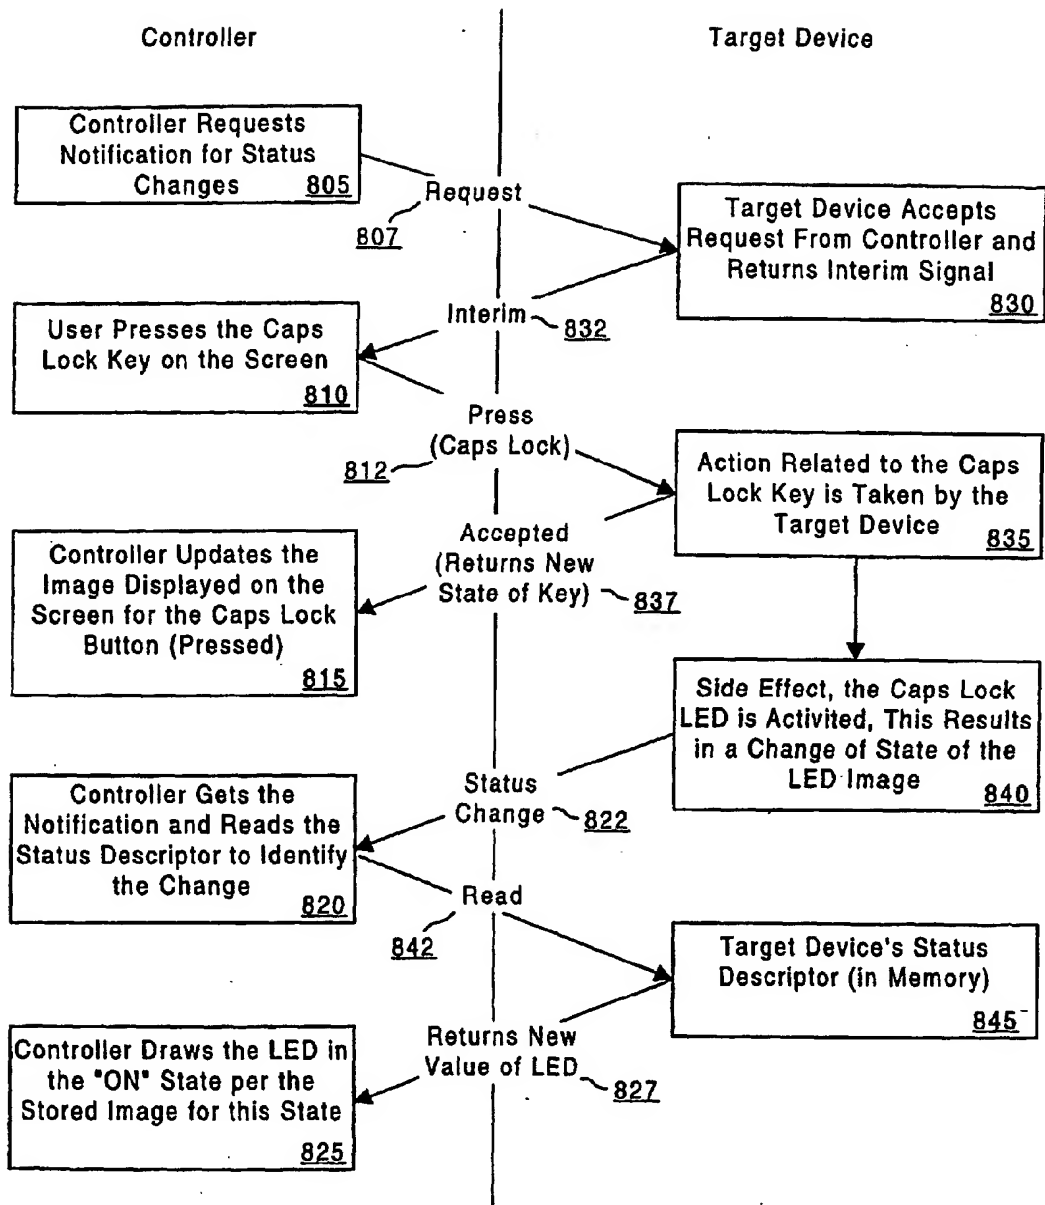 Controller
Target Device
Controller Requests
Notification for Status
Changes
805
Request
807
Target Device Accepts
Request From Controller and
Returns Interim Signal
830
Interim
832
User Presses the Caps
Lock Key on the Screen
810
Press
(Caps Lock)
812
Action Related to the Caps
Lock Key is Taken by the
Target Device
835
Accepted
(Returns New
State of Key)
837
Controller Updates the
Image Displayed on the
Screen for the Caps Lock
Button (Pressed)
815
Side Effect, the Caps Lock
LED is Activited, This Results
in a Change of State of the
LED Image
840
Status
Change
822
Controller Gets the
Notification and Reads the
Status Descriptor to Identify
the Change
820
Read
842
Target Device's Status
Descriptor (in Memory)
845
Returns New
Value of LED
827
Controller Draws the LED in
the "ON" State per the
Stored Image for this State
825